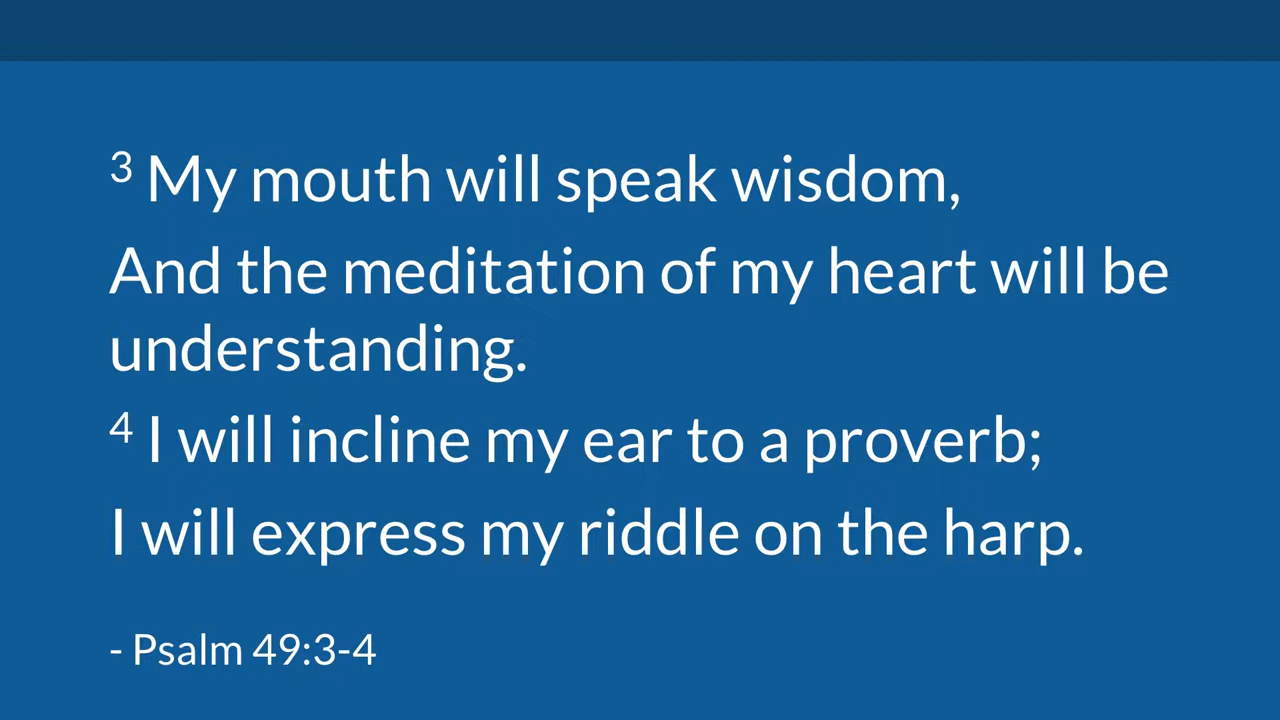 3 My mouth will speak wisdom,
And the meditation of my heart will be
understanding.
4 I will incline my ear to a proverb;
I will express my riddle on the harp.
- Psalm 49:3-4